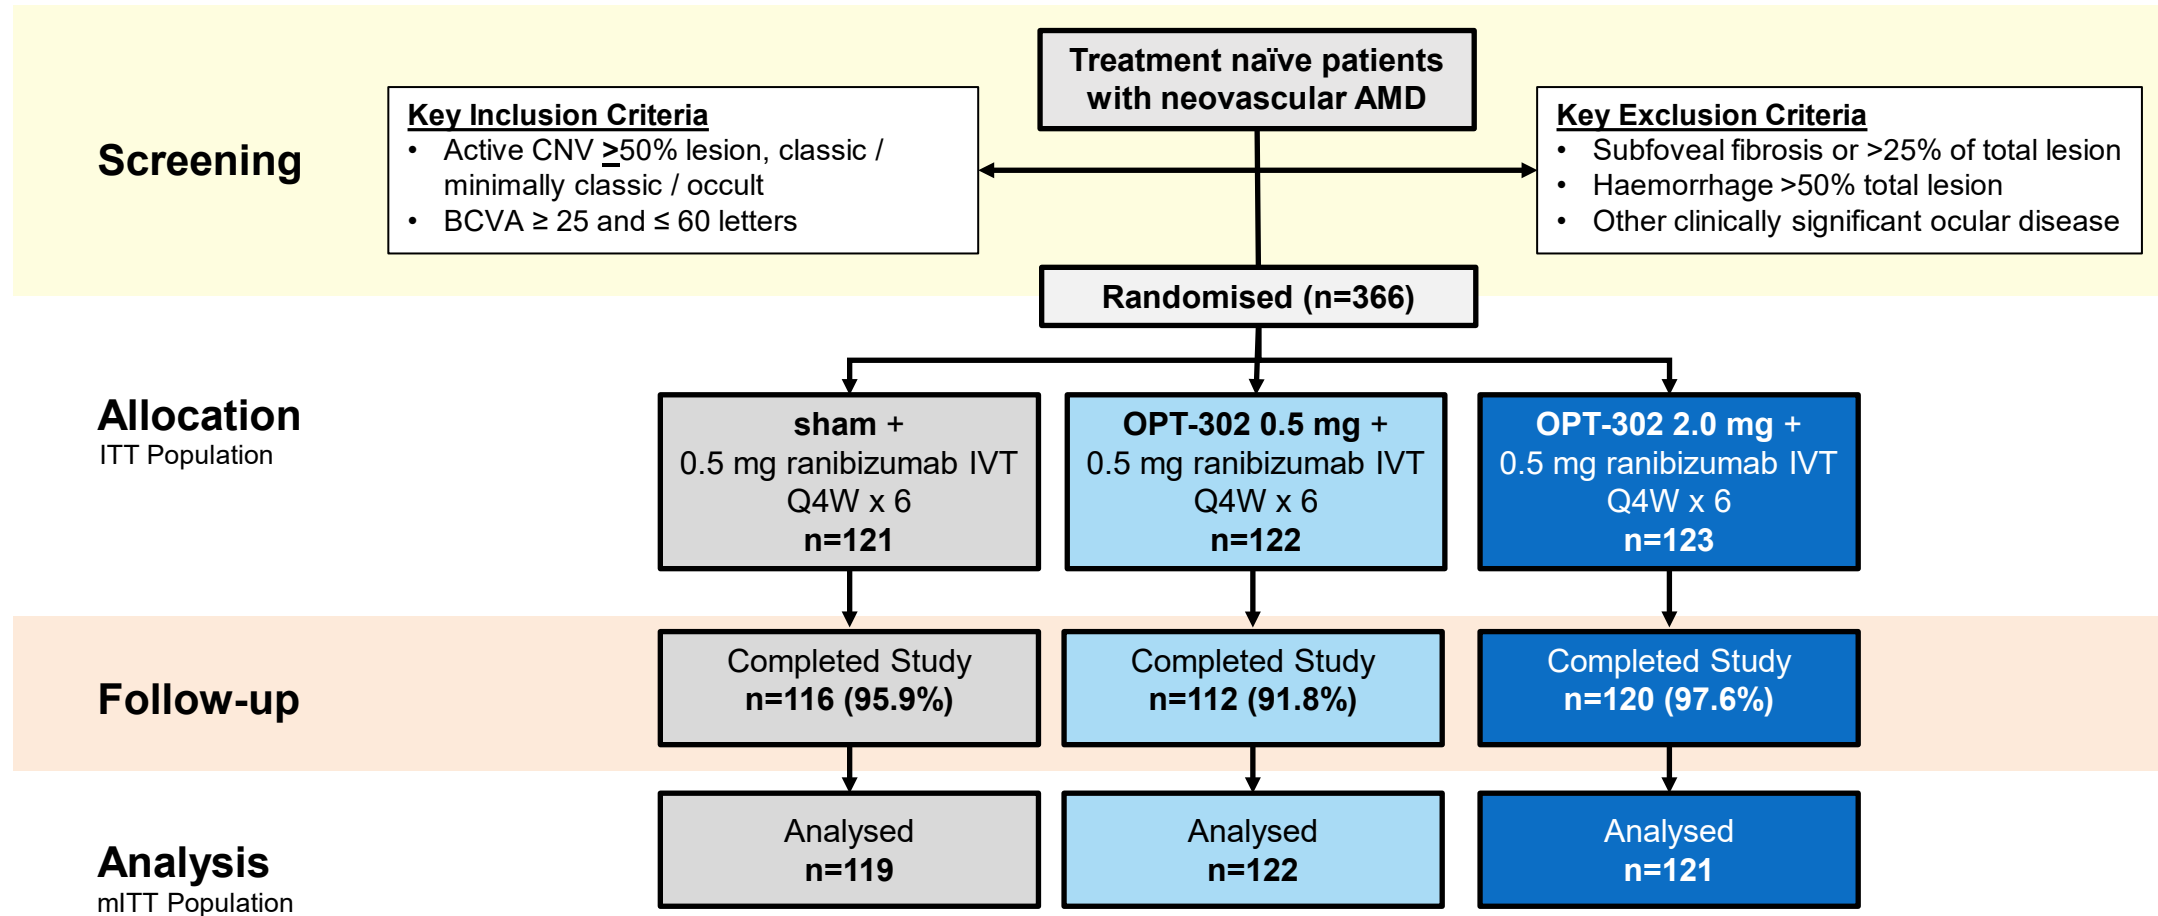 Treatment naïve patients
with neovascular AMD
Screening
Key Inclusion Criteria
• Active CNV ≥50% lesion, classic /
minimally classic / occult
• BCVA ≥ 25 and ≤ 60 letters
Key Exclusion Criteria
• Subfoveal fibrosis or >25% of total lesion
• Haemorrhage >50% total lesion
• Other clinically significant ocular disease
Randomised (n=366)
Allocation
ITT Population
sham +
0.5 mg ranibizumab IVT
Q4W x 6
n=121
OPT-302 0.5 mg +
0.5 mg ranibizumab IVT
Q4W x 6
n=122
OPT-302 2.0 mg +
0.5 mg ranibizumab IVT
Q4W x 6
n=123
Follow-up
Completed Study
n=116 (95.9%)
Completed Study
n=112 (91.8%)
Completed Study
n=120 (97.6%)
Analysis
mITT Population
Analysed
n=119
Analysed
n=122
Analysed
n=121